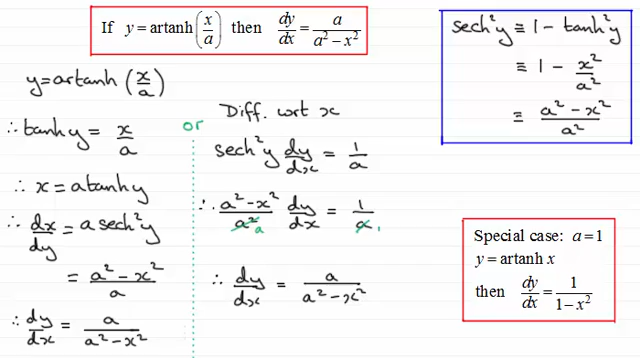 If y = artanh(x/a) then dy/dx = a/(a² − x²)
sech²y ≡ 1 − tanh²y
≡ 1 − x²/a²
≡ (a² − x²)/a²
y = artanh (x/a)
∴ tanh y = x/a
∴ x = a tanh y
∴ dx/dy = a sech²y
= (a² − x²)/a
∴ dy/dx = a/(a² − x²)
or
Diff. wrt x
sech²y dy/dx = 1/a
∴ (a² − x²)/a² a dy/dx = 1/a 1
∴ dy/dx = a/(a² − x²)
Special case: a = 1
y = artanh x
then dy/dx = 1/(1 − x²)